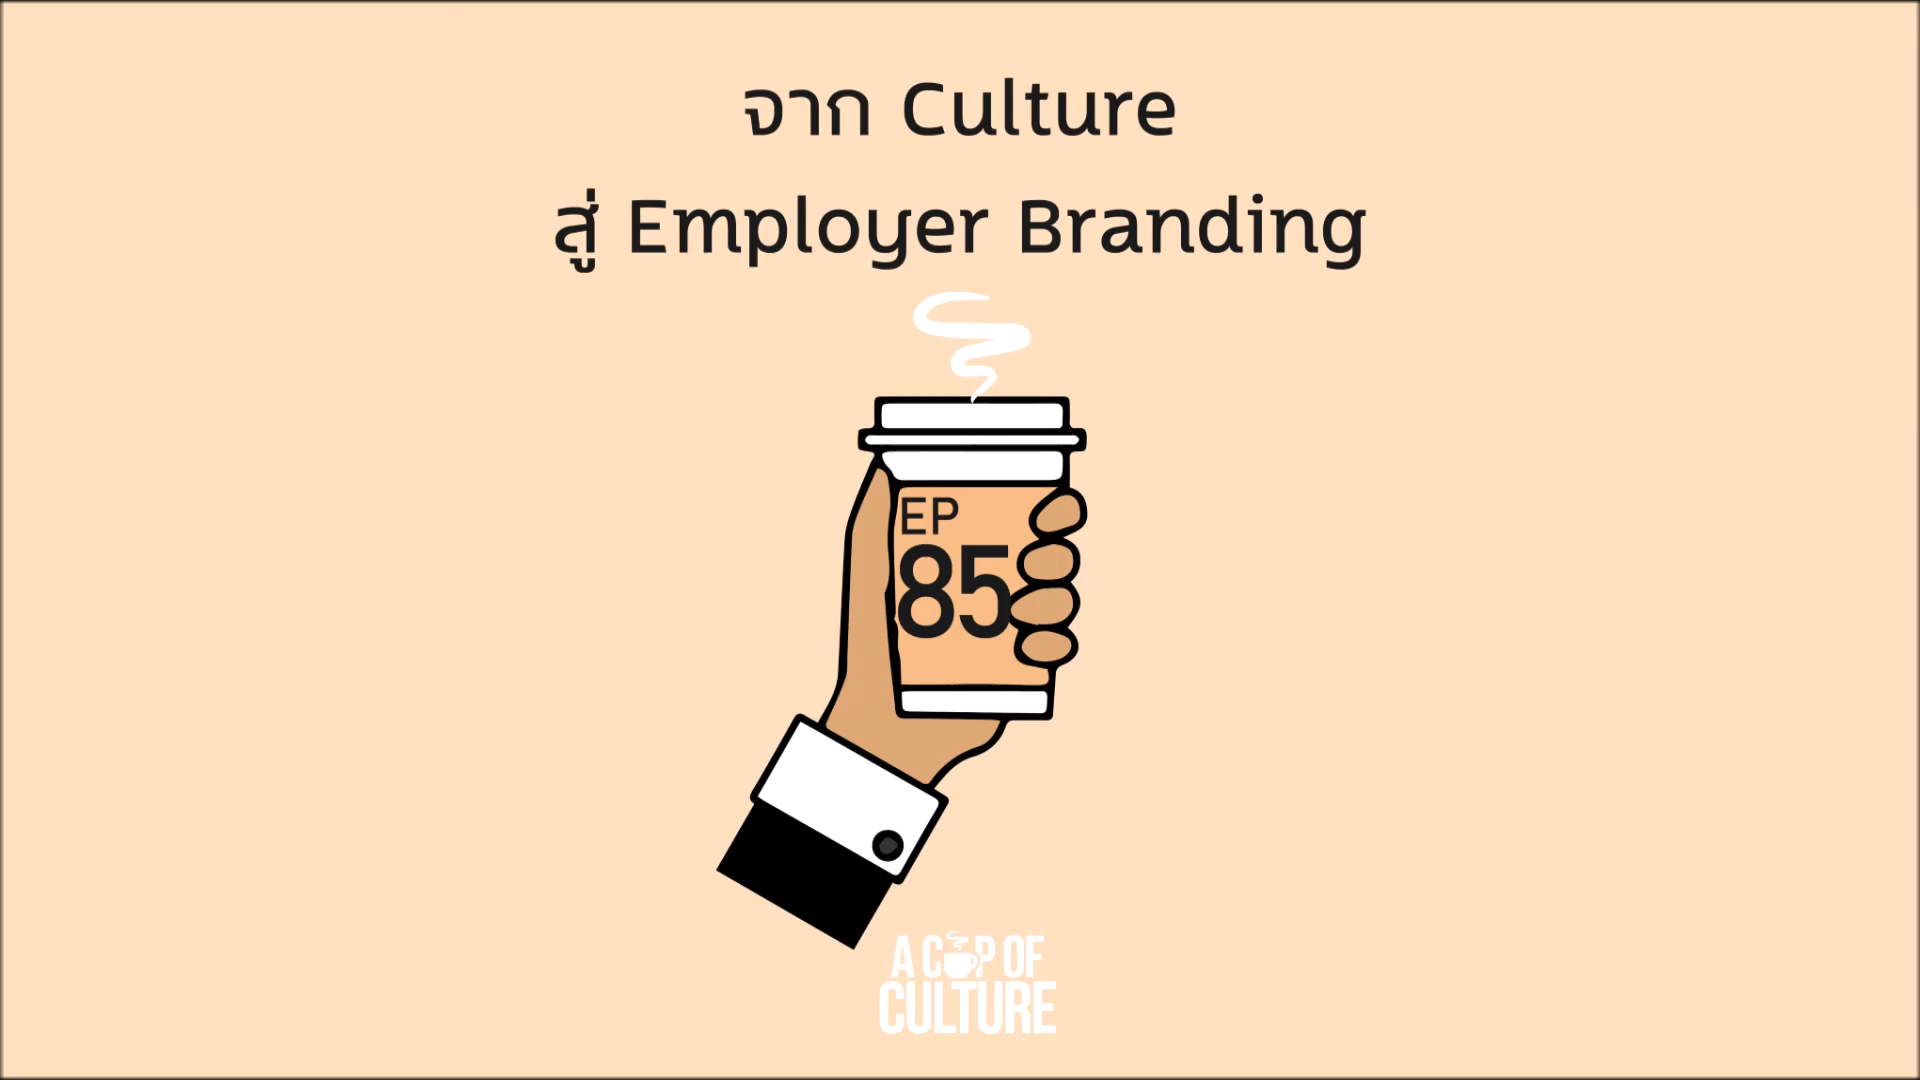 จาก Culture
สู่ Employer Branding
EP
85
A CUP OF
CULTURE